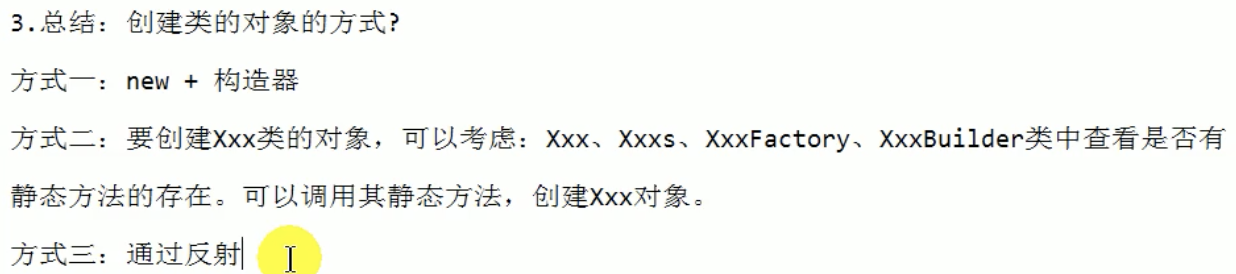 3.总结：创建类的对象的方式？
方式一：new + 构造器
方式二：要创建Xxx类的对象，可以考虑：Xxx、Xxxs、XxxFactory、XxxBuilder类中查看是否有
静态方法的存在。可以调用其静态方法，创建Xxx对象。
方式三：通过反射